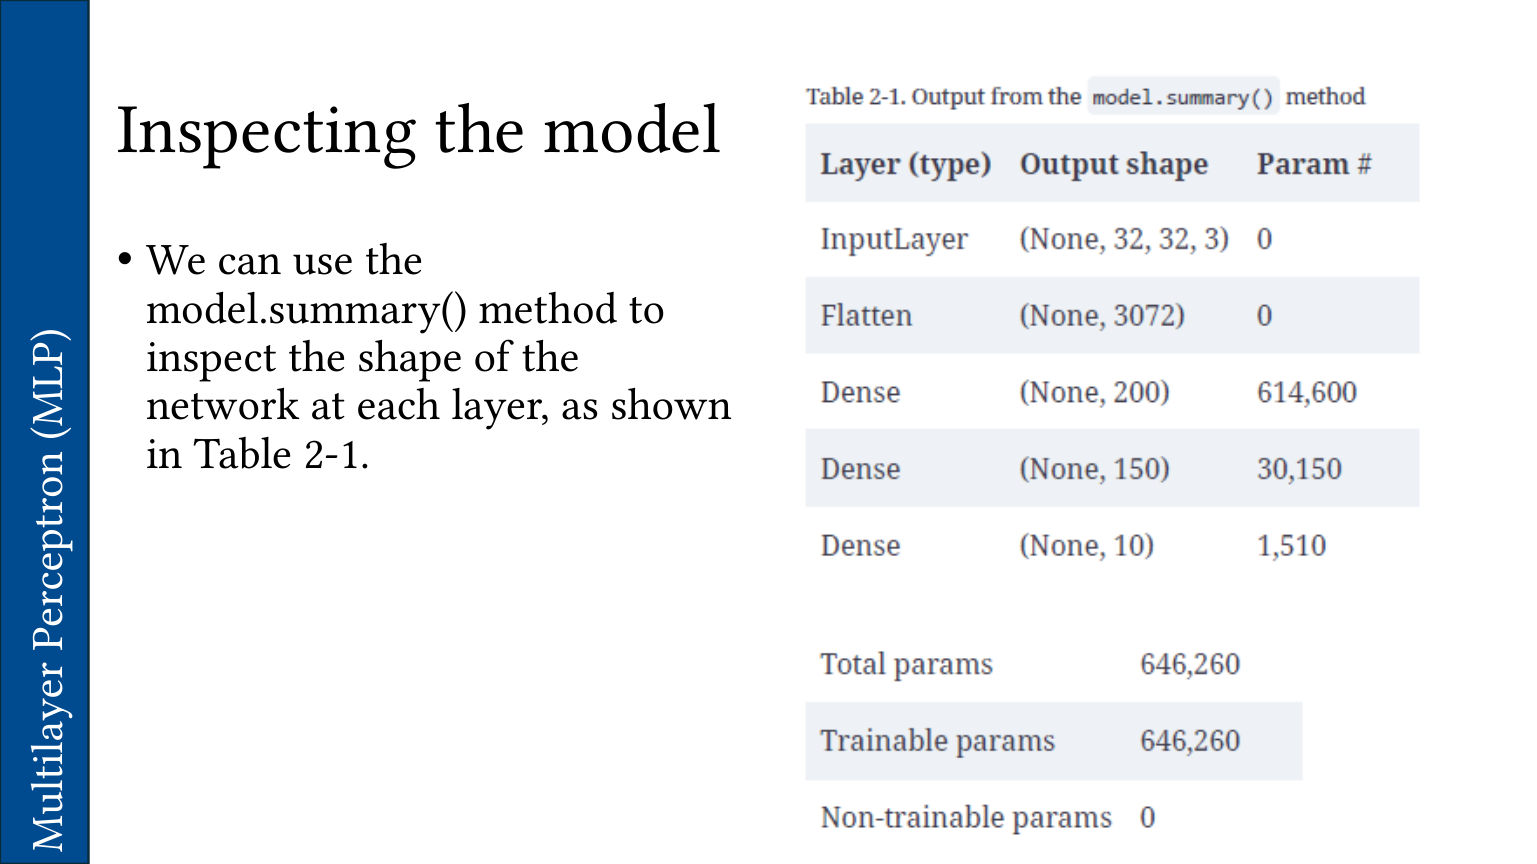 Multilayer Perceptron (MLP)
Inspecting the model
• We can use the
model.summary() method to
inspect the shape of the
network at each layer, as shown
in Table 2-1.
Table 2-1. Output from the model.summary() method
Layer (type) Output shape Param #
InputLayer (None, 32, 32, 3) 0
Flatten (None, 3072) 0
Dense (None, 200) 614,600
Dense (None, 150) 30,150
Dense (None, 10) 1,510
Total params 646,260
Trainable params 646,260
Non-trainable params 0